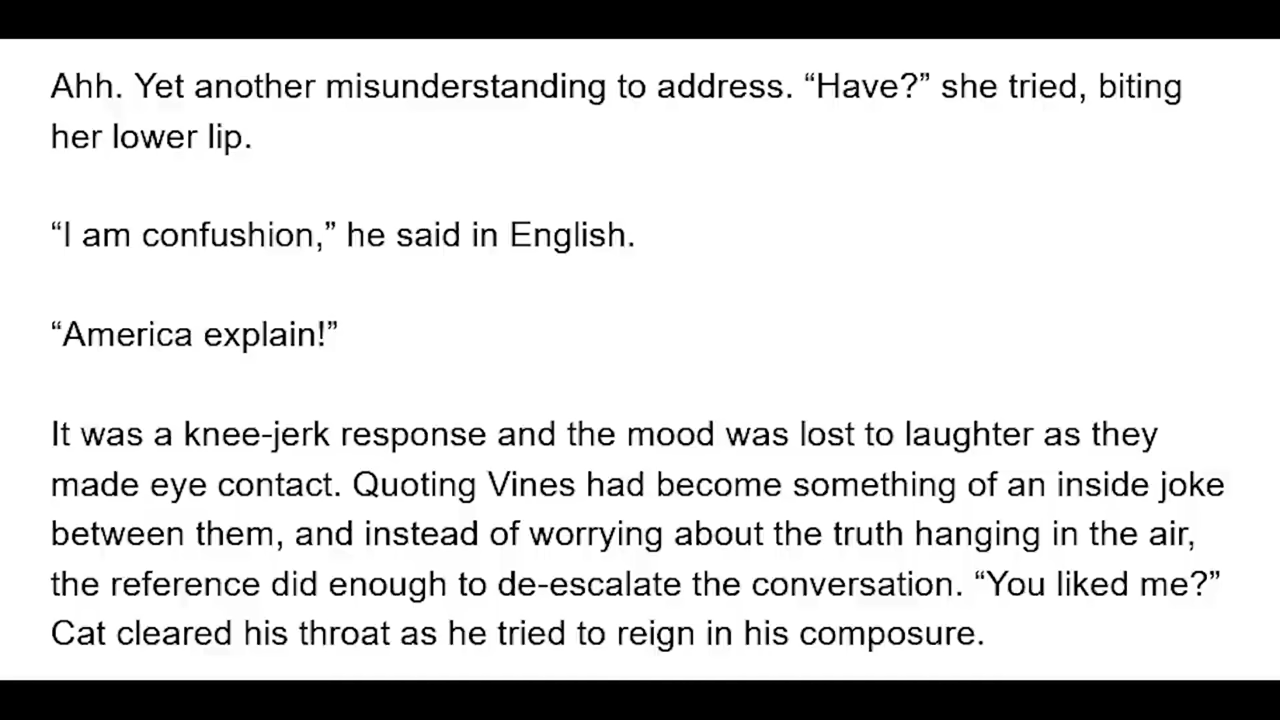 Ahh. Yet another misunderstanding to address. “Have?” she tried, biting
her lower lip.
“I am confushion,” he said in English.
“America explain!”
It was a knee-jerk response and the mood was lost to laughter as they
made eye contact. Quoting Vines had become something of an inside joke
between them, and instead of worrying about the truth hanging in the air,
the reference did enough to de-escalate the conversation. “You liked me?”
Cat cleared his throat as he tried to reign in his composure.